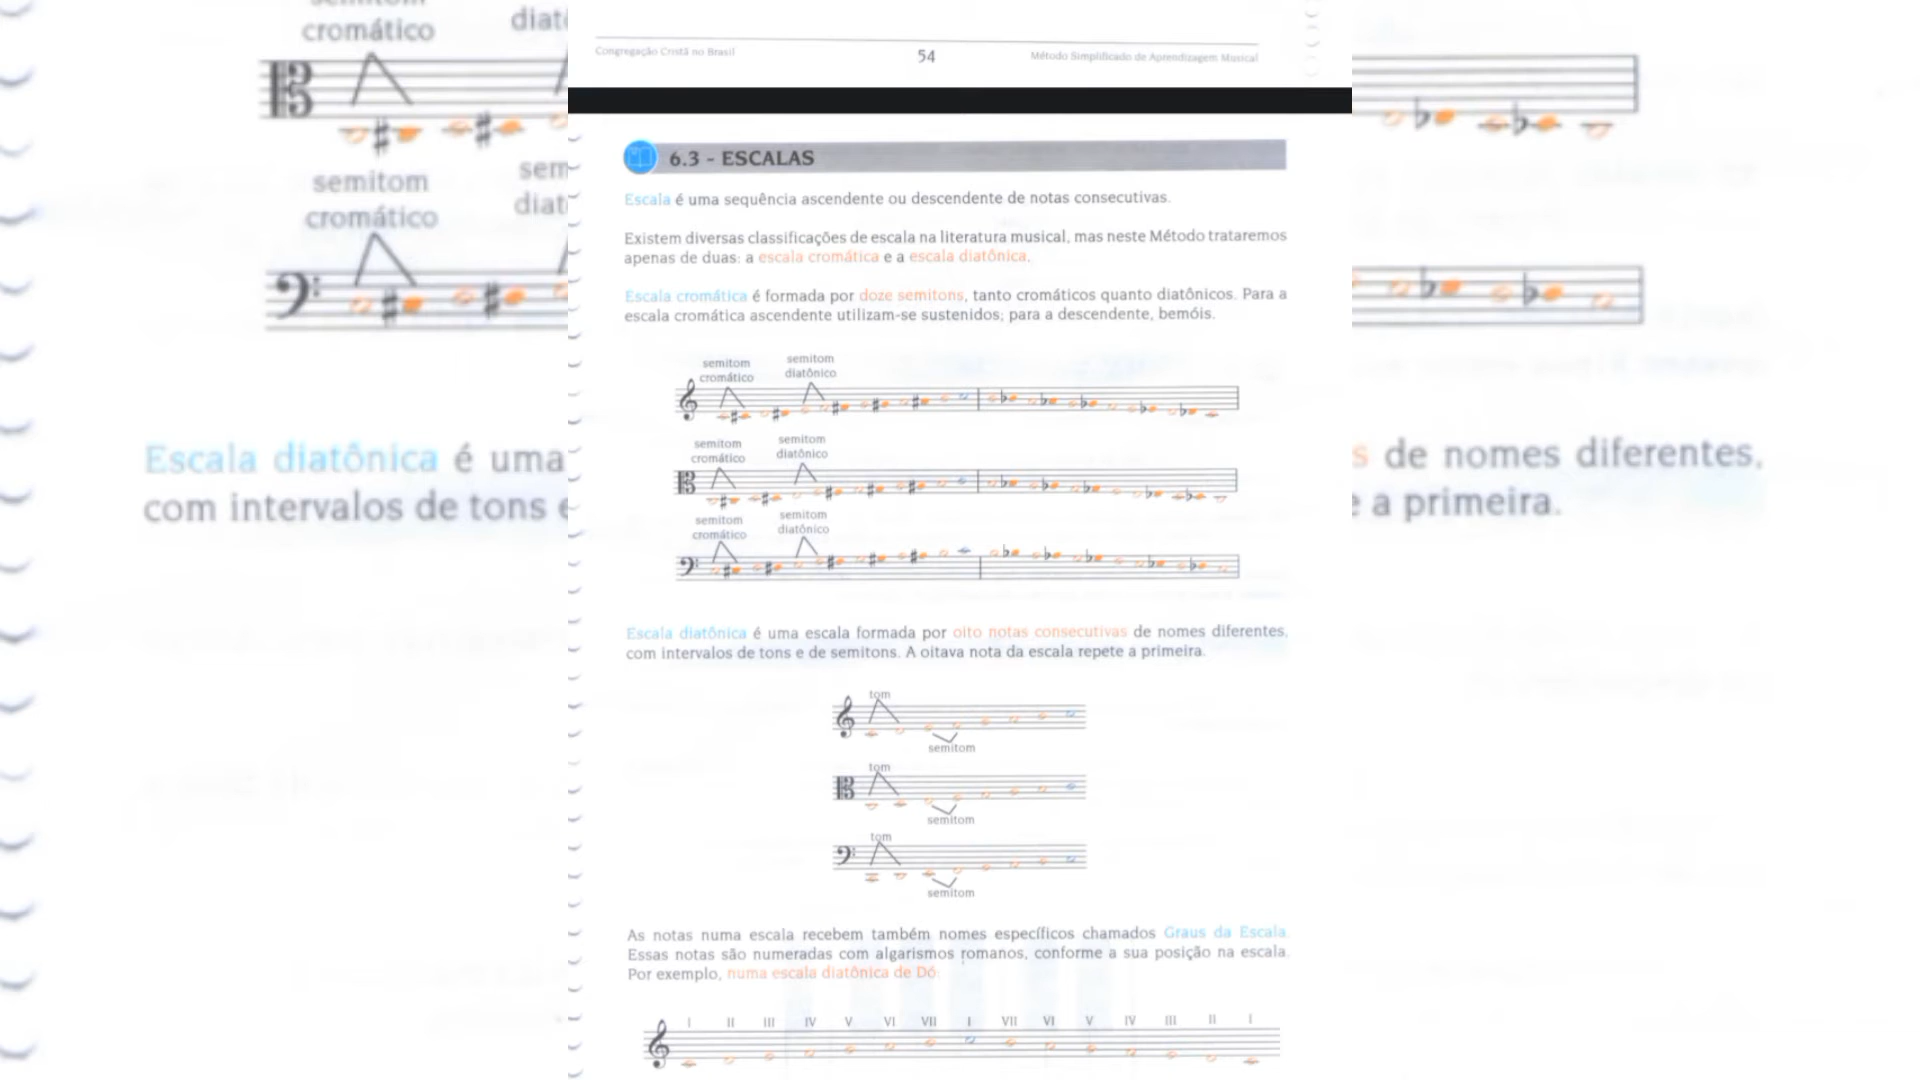 Congregação Cristã no Brasil 54 Método Simplificado de Aprendizagem Musical
6.3 - ESCALAS
Escala é uma sequência ascendente ou descendente de notas consecutivas.
Existem diversas classificações de escala na literatura musical, mas neste Método trataremos
apenas de duas: a escala cromática e a escala diatônica.
Escala cromática é formada por doze semitons, tanto cromáticos quanto diatônicos. Para a
escala cromática ascendente utilizam-se sustenidos; para a descendente, bemóis.
semitom semitom
cromático diatônico
semitom semitom
cromático diatônico
semitom semitom
cromático diatônico
Escala diatônica é uma escala formada por oito notas consecutivas de nomes diferentes,
com intervalos de tons e de semitons. A oitava nota da escala repete a primeira.
tom
semitom
tom
semitom
tom
semitom
As notas numa escala recebem também nomes específicos chamados Graus da Escala.
Essas notas são numeradas com algarismos romanos, conforme a sua posição na escala.
Por exemplo, numa escala diatônica de Dó:
I II III IV V VI VII I VII VI V IV III II I
cromático
semitom
cromático
Escala diatônica é uma
com intervalos de tons e
de nomes diferentes,
a primeira.